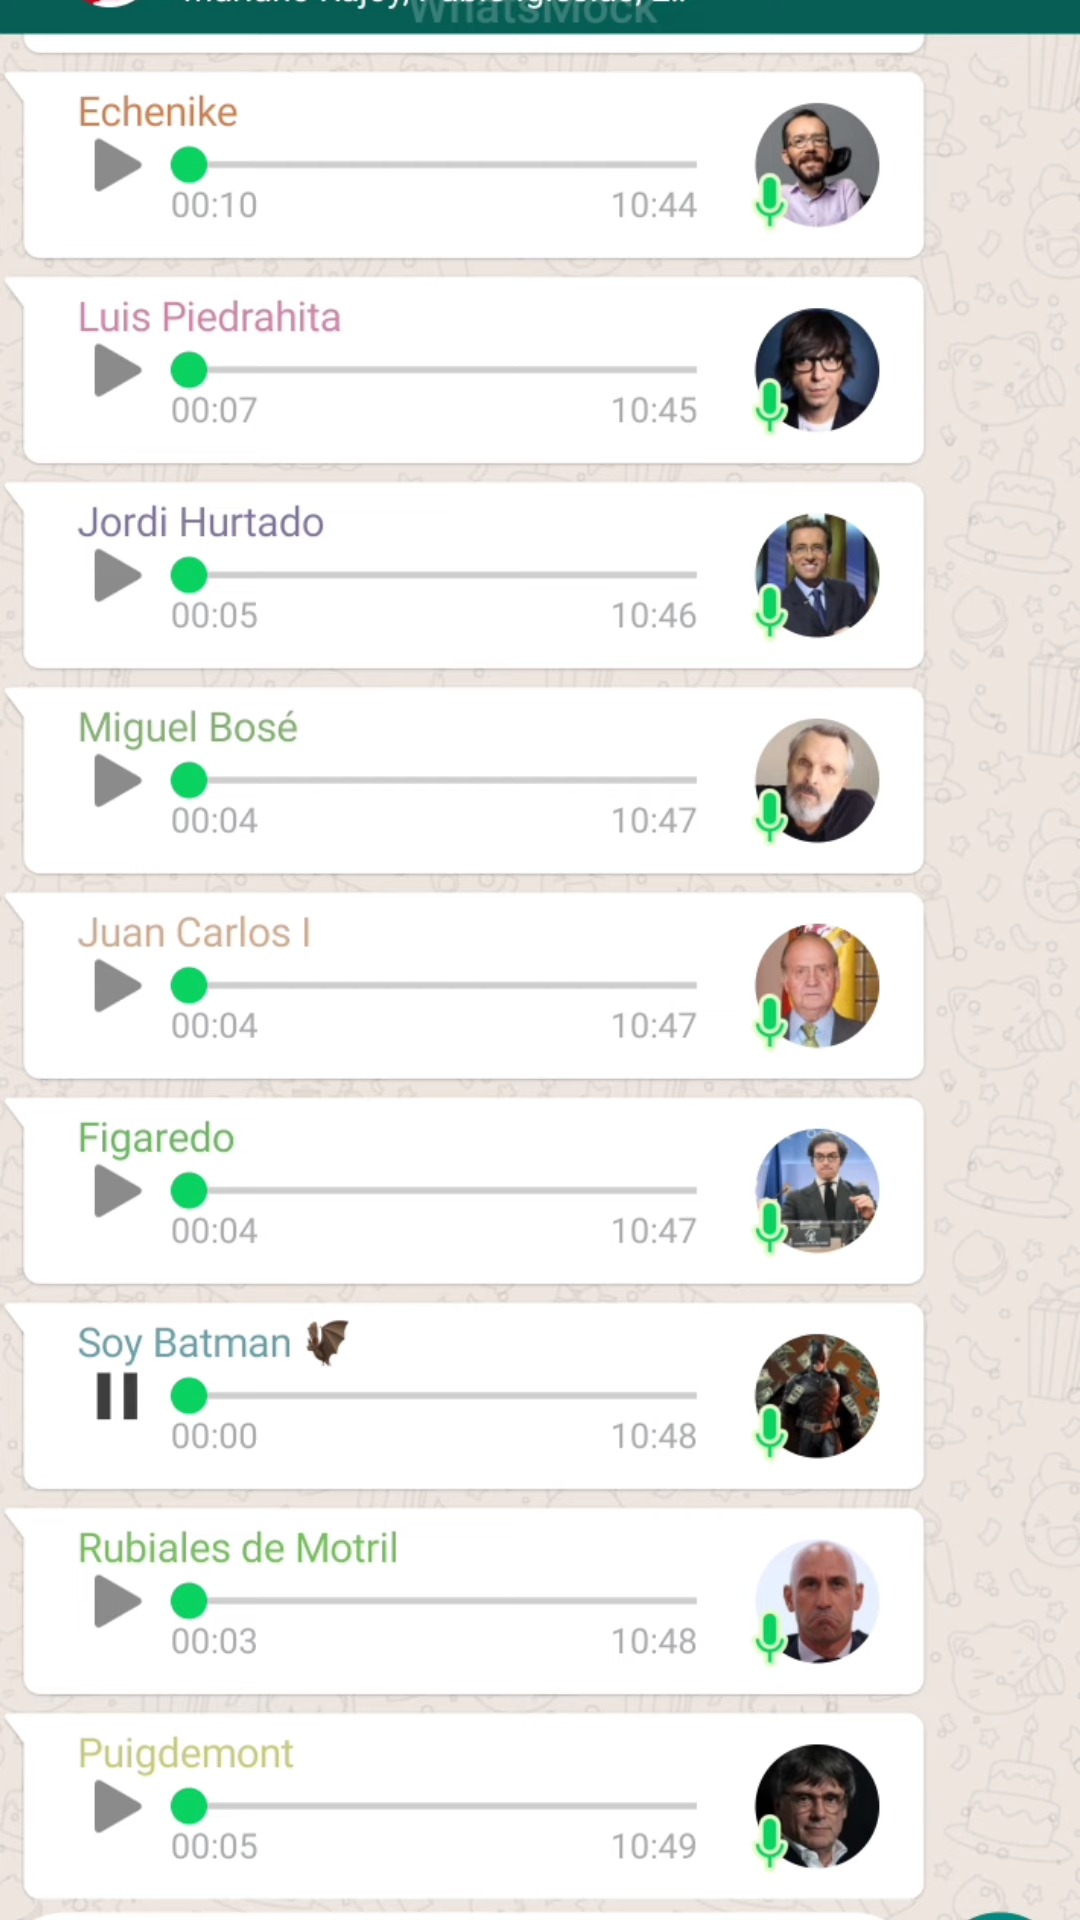 WhatsMock
Echenike
00:10 10:44
Luis Piedrahita
00:07 10:45
Jordi Hurtado
00:05 10:46
Miguel Bosé
00:04 10:47
Juan Carlos I
00:04 10:47
Figaredo
00:04 10:47
Soy Batman 🦇
00:00 10:48
Rubiales de Motril
00:03 10:48
Puigdemont
00:05 10:49